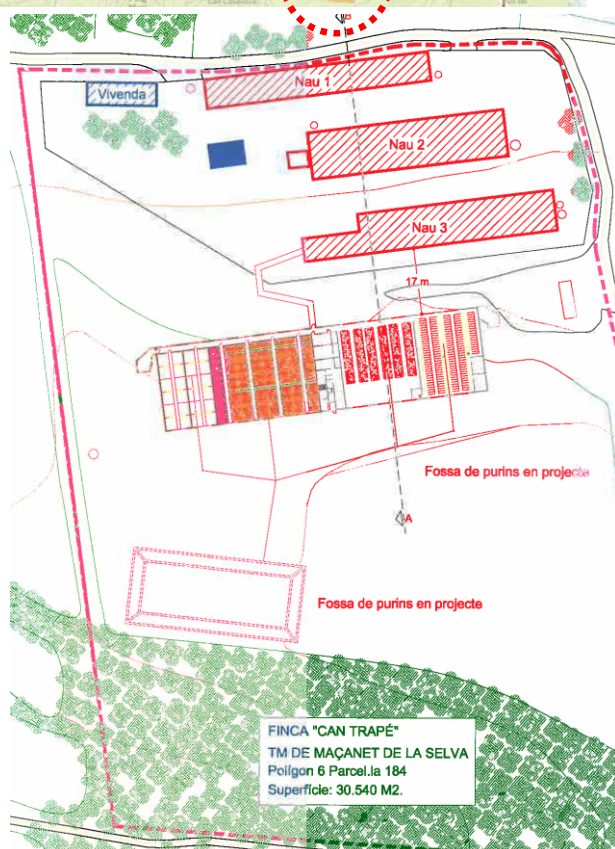 B
Nau 1
Vivenda
Nau 2
Nau 3
17 m
Fossa de purins en projecte
A
Fossa de purins en projecte
FINCA "CAN TRAPÉ"
TM DE MAÇANET DE LA SELVA
Polígon 6 Parcel.la 184
Superfície: 30.540 M2.